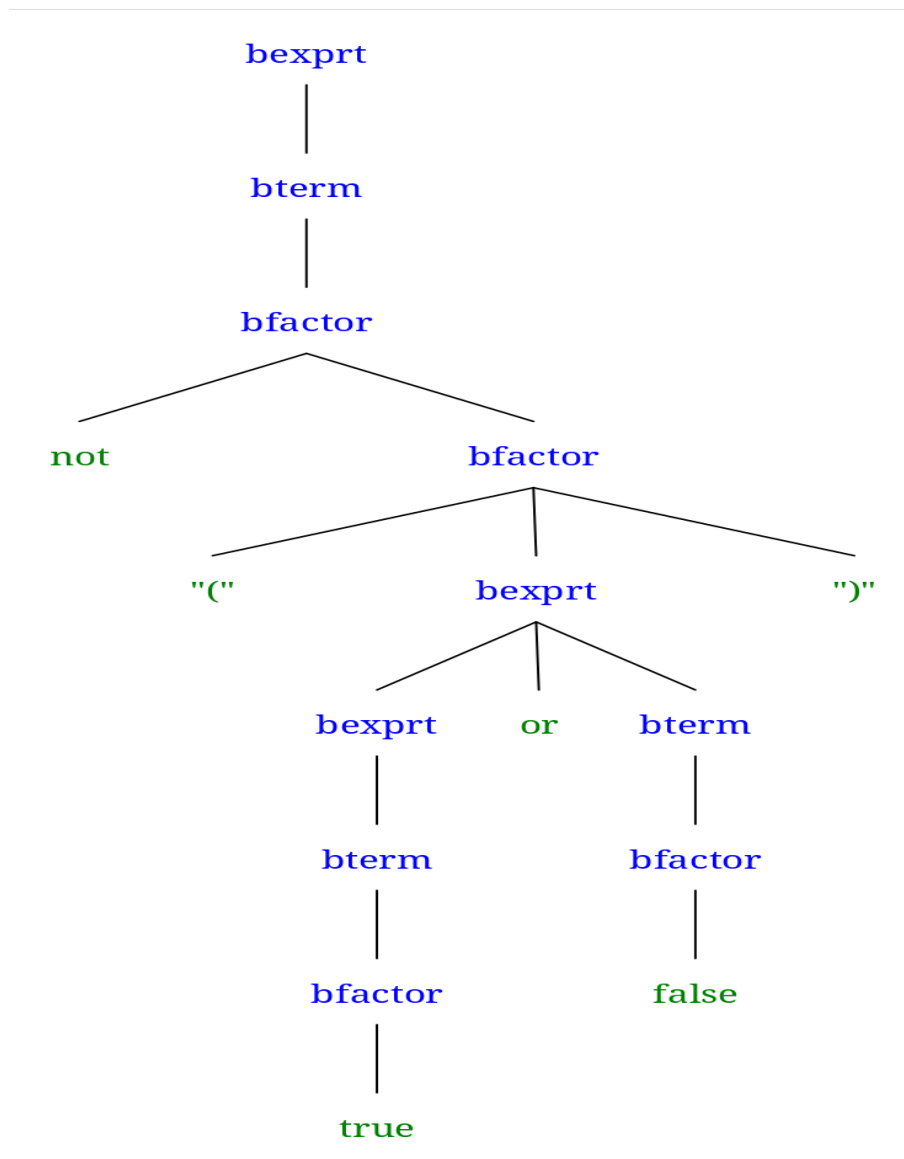 bexprt
bterm
bfactor
not bfactor
"(" bexprt ")"
bexprt or bterm
bterm bfactor
bfactor false
true